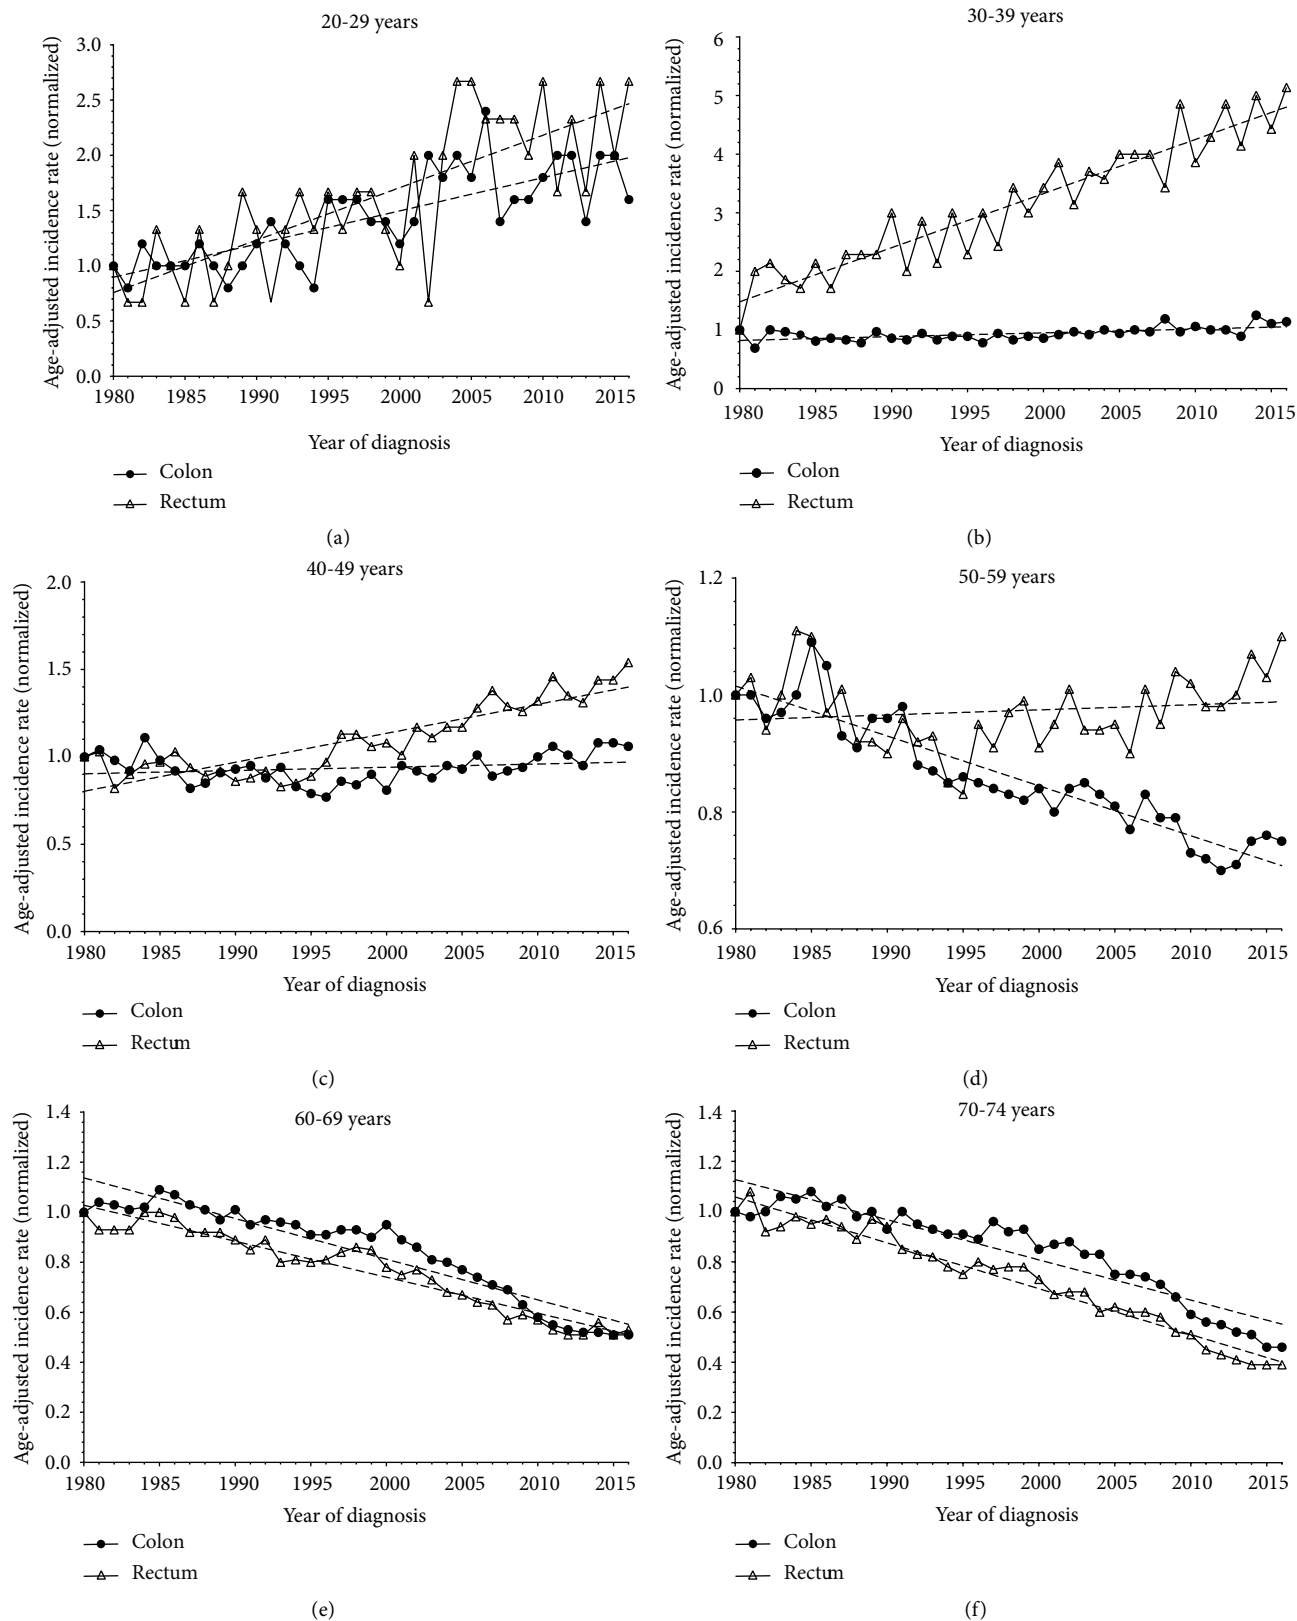 20-29 years
Age-adjusted incidence rate (normalized)
3.0
2.5
2.0
1.5
1.0
0.5
0.0
1980 1985 1990 1995 2000 2005 2010 2015
Year of diagnosis
Colon
Rectum
(a)
30-39 years
Age-adjusted incidence rate (normalized)
6
5
4
3
2
1
0
1980 1985 1990 1995 2000 2005 2010 2015
Year of diagnosis
Colon
Rectum
(b)
40-49 years
Age-adjusted incidence rate (normalized)
2.0
1.5
1.0
0.5
0.0
1980 1985 1990 1995 2000 2005 2010 2015
Year of diagnosis
Colon
Rectum
(c)
50-59 years
Age-adjusted incidence rate (normalized)
1.2
1.0
0.8
0.6
1980 1985 1990 1995 2000 2005 2010 2015
Year of diagnosis
Colon
Rectum
(d)
60-69 years
Age-adjusted incidence rate (normalized)
1.4
1.2
1.0
0.8
0.6
0.4
0.2
0.0
1980 1985 1990 1995 2000 2005 2010 2015
Year of diagnosis
Colon
Rectum
(e)
70-74 years
Age-adjusted incidence rate (normalized)
1.4
1.2
1.0
0.8
0.6
0.4
0.2
0.0
1980 1985 1990 1995 2000 2005 2010 2015
Year of diagnosis
Colon
Rectum
(f)